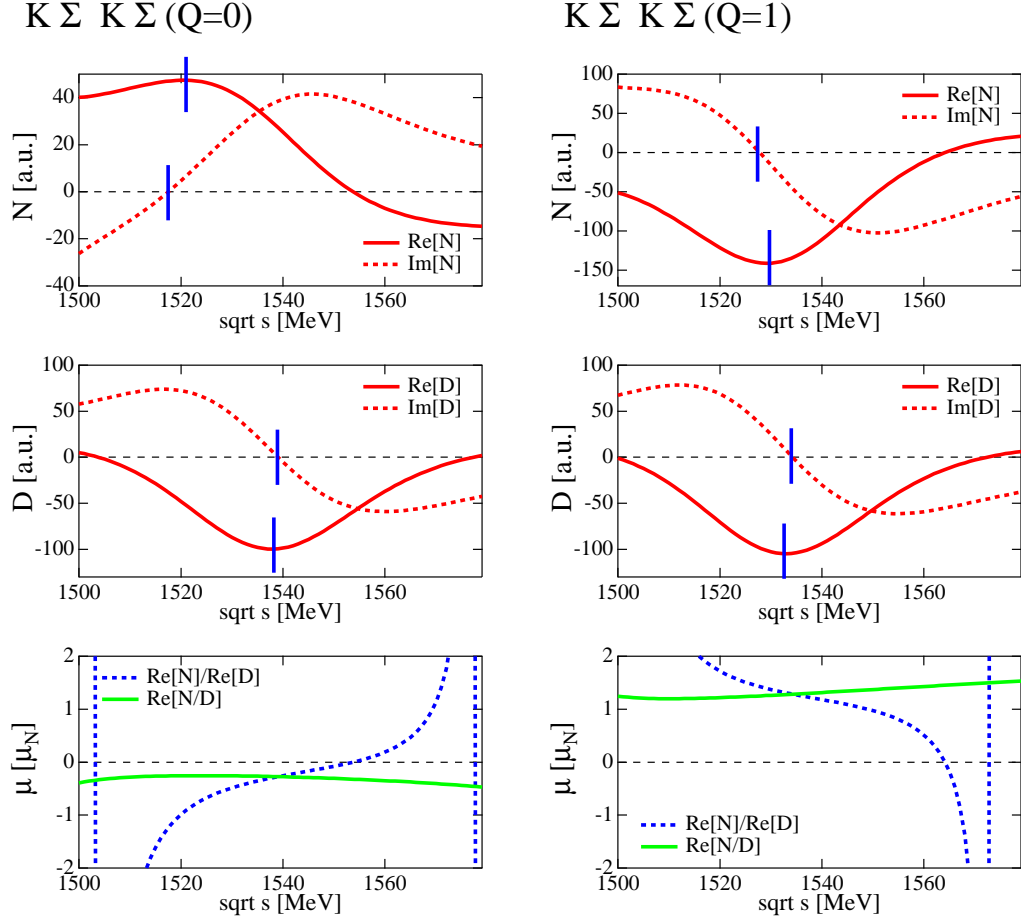 K Σ K Σ (Q=0)
40
20
0
-20
-40
N [a.u.]
Re[N]
Im[N]
1500 1520 1540 1560
sqrt s [MeV]
100
50
0
-50
-100
D [a.u.]
Re[D]
Im[D]
1500 1520 1540 1560
sqrt s [MeV]
2
1
0
-1
-2
μ [μN]
Re[N]/Re[D]
Re[N/D]
1500 1520 1540 1560
sqrt s [MeV]
K Σ K Σ (Q=1)
100
50
0
-50
-100
-150
N [a.u.]
Re[N]
Im[N]
1500 1520 1540 1560
sqrt s [MeV]
100
50
0
-50
-100
D [a.u.]
Re[D]
Im[D]
1500 1520 1540 1560
sqrt s [MeV]
2
1
0
-1
-2
μ [μN]
Re[N]/Re[D]
Re[N/D]
1500 1520 1540 1560
sqrt s [MeV]